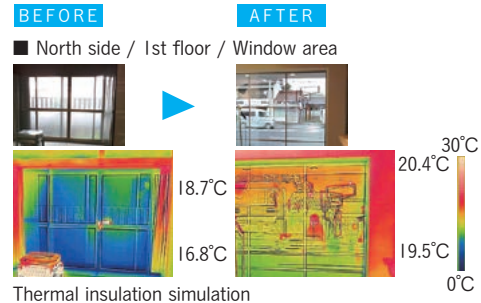 BEFORE
AFTER
■ North side / 1st floor / Window area
30°C
20.4°C
18.7°C
16.8°C
19.5°C
0°C
Thermal insulation simulation